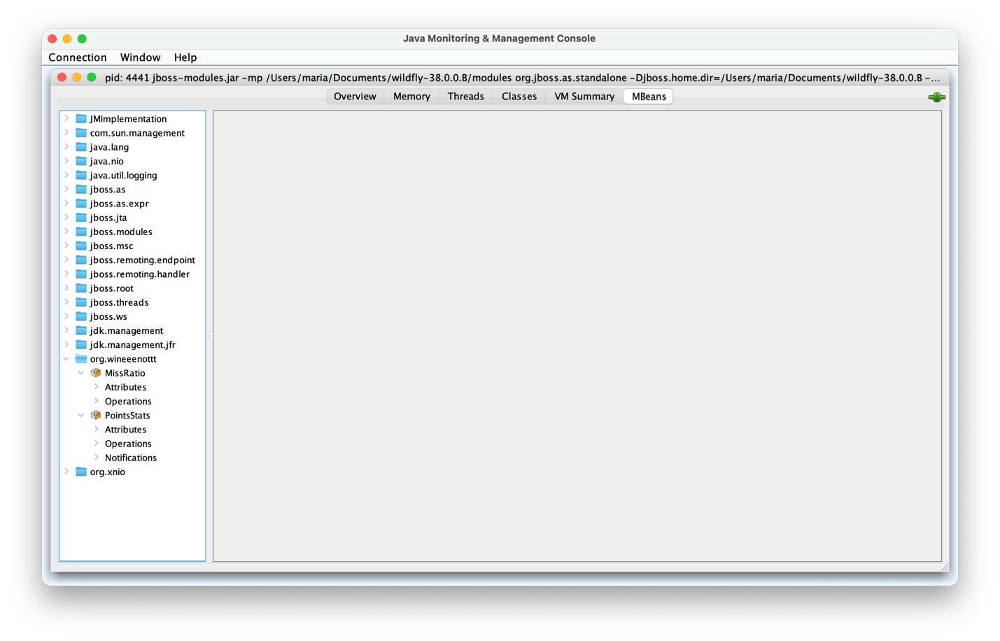 Java Monitoring & Management Console
Connection Window Help
pid: 4441 jboss-modules.jar -mp /Users/maria/Documents/wildfly-38.0.0.B/modules org.jboss.as.standalone -Djboss.home.dir=/Users/maria/Documents/wildfly-38.0.0.B -...
Overview Memory Threads Classes VM Summary MBeans
JMImplementation
com.sun.management
java.lang
java.nio
java.util.logging
jboss.as
jboss.as.expr
jboss.jta
jboss.modules
jboss.msc
jboss.remoting.endpoint
jboss.remoting.handler
jboss.root
jboss.threads
jboss.ws
jdk.management
jdk.management.jfr
org.wineeenottt
MissRatio
Attributes
Operations
PointsStats
Attributes
Operations
Notifications
org.xnio